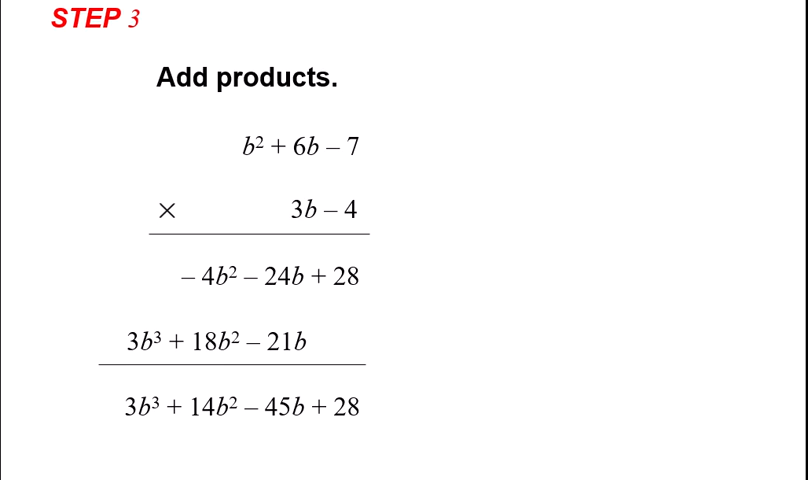 STEP 3
Add products.
b² + 6b – 7
× 3b – 4
– 4b² – 24b + 28
3b³ + 18b² – 21b
3b³ + 14b² – 45b + 28